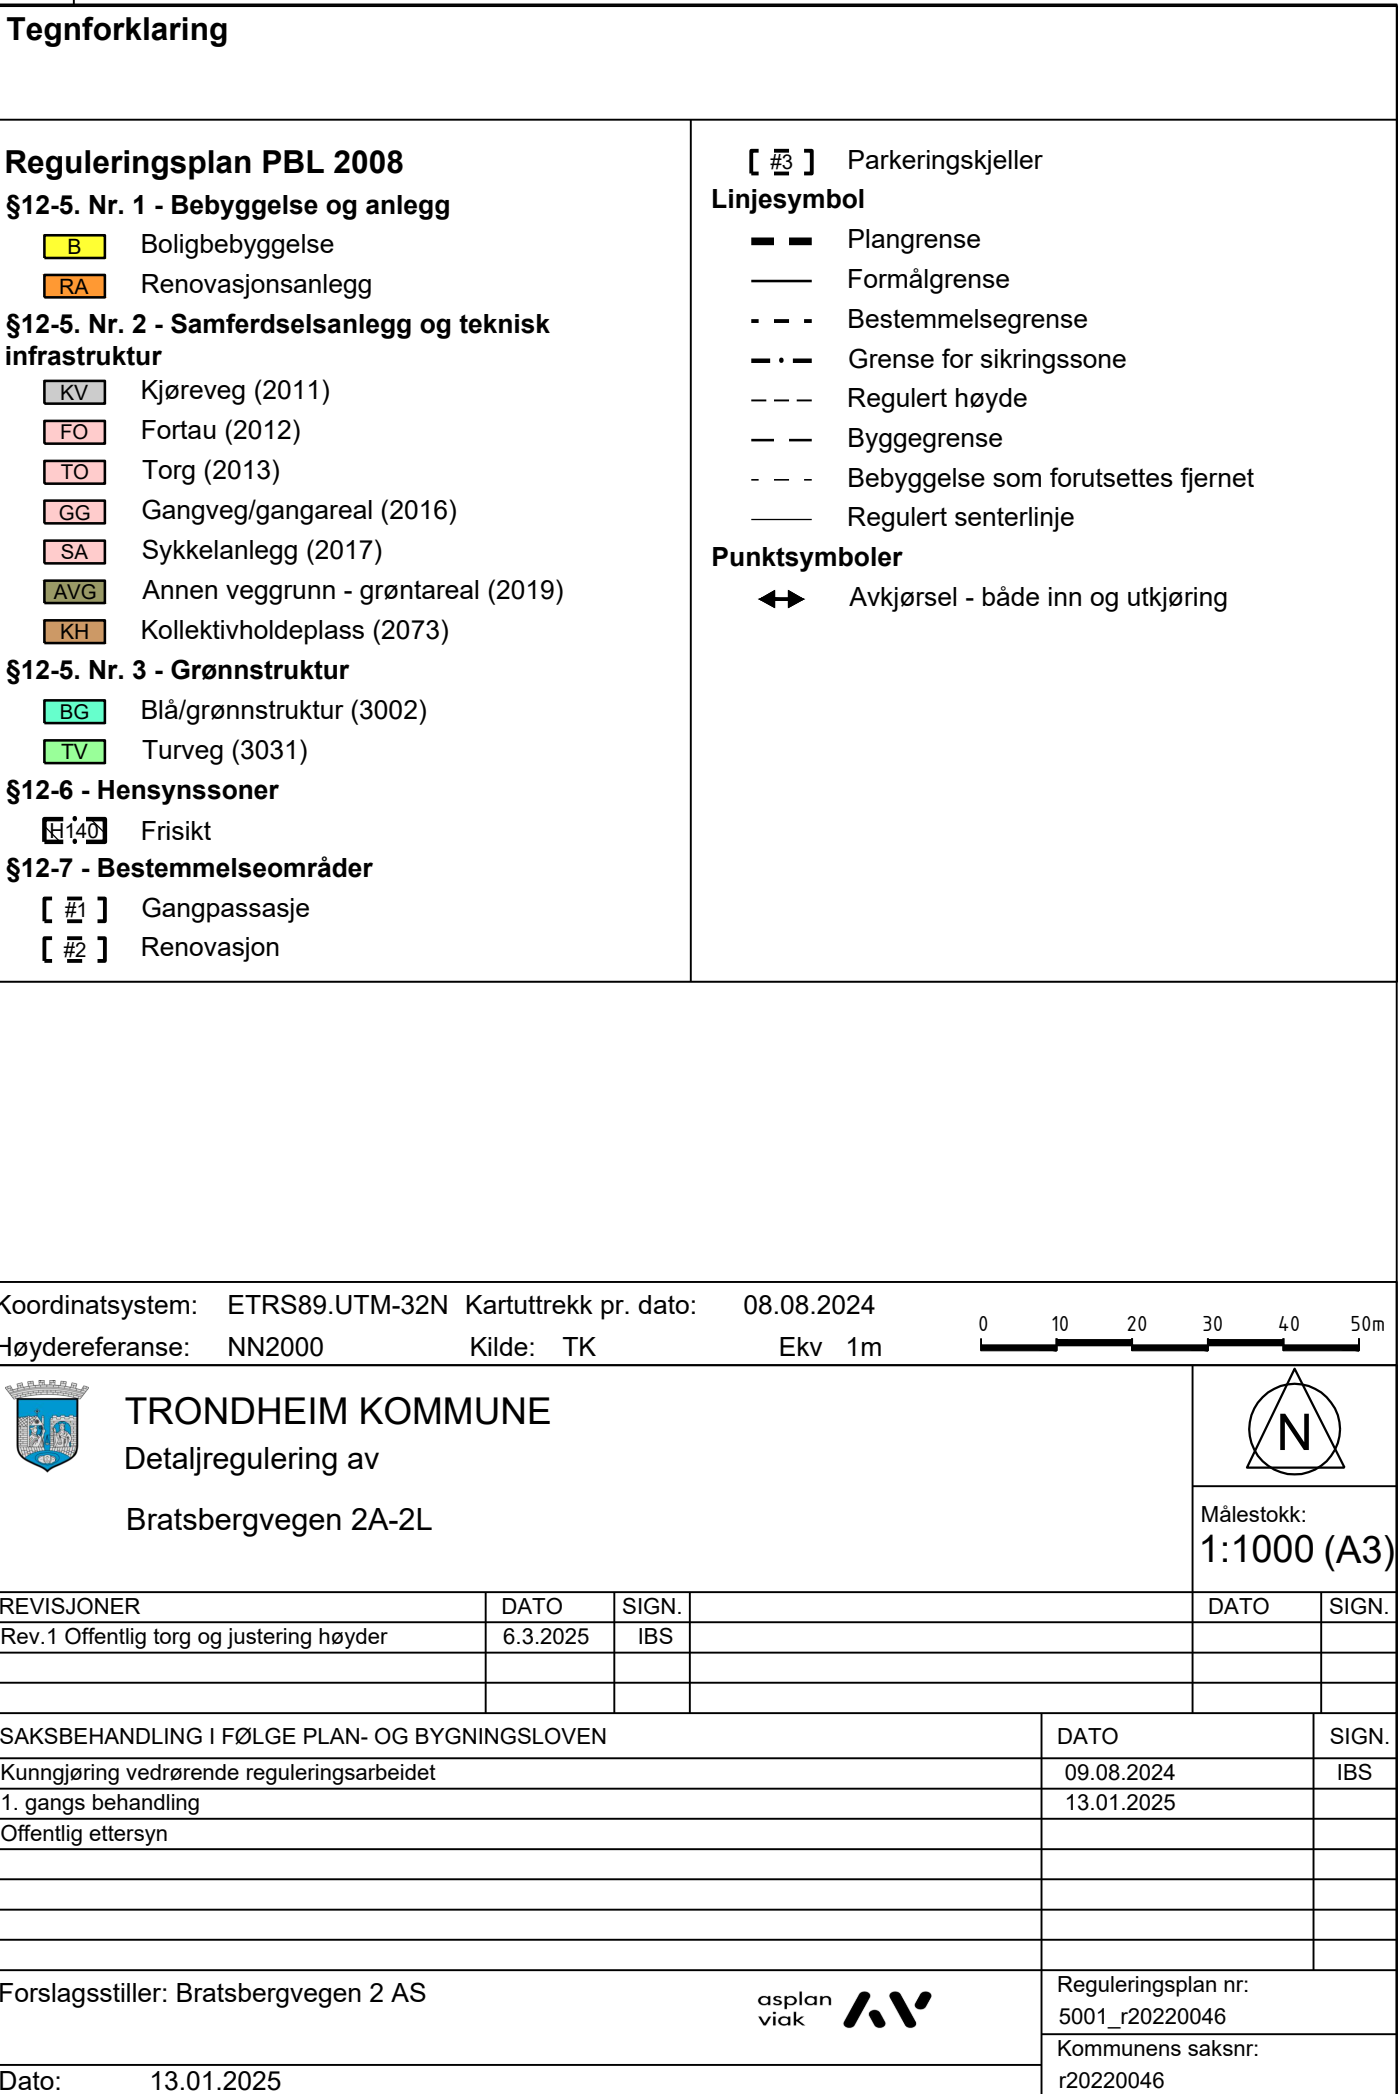 Tegnforklaring
Reguleringsplan PBL 2008
§12-5. Nr. 1 - Bebyggelse og anlegg
B Boligbebyggelse
RA Renovasjonsanlegg
§12-5. Nr. 2 - Samferdselsanlegg og teknisk
infrastruktur
KV Kjøreveg (2011)
FO Fortau (2012)
TO Torg (2013)
GG Gangveg/gangareal (2016)
SA Sykkelanlegg (2017)
AVG Annen veggrunn - grøntareal (2019)
KH Kollektivholdeplass (2073)
§12-5. Nr. 3 - Grønnstruktur
BG Blå/grønnstruktur (3002)
TV Turveg (3031)
§12-6 - Hensynssoner
H140 Frisikt
§12-7 - Bestemmelseområder
#1 Gangpassasje
#2 Renovasjon
#3 Parkeringskjeller
Linjesymbol
Plangrense
Formålgrense
Bestemmelsegrense
Grense for sikringssone
Regulert høyde
Byggegrense
Bebyggelse som forutsettes fjernet
Regulert senterlinje
Punktsymboler
Avkjørsel - både inn og utkjøring
Koordinatsystem: ETRS89.UTM-32N Kartuttrekk pr. dato: 08.08.2024
Høydereferanse: NN2000 Kilde: TK Ekv 1m
0 10 20 30 40 50m
TRONDHEIM KOMMUNE
Detaljregulering av
Bratsbergvegen 2A-2L
N
Målestokk:
1:1000 (A3)
REVISJONER DATO SIGN. DATO SIGN.
Rev.1 Offentlig torg og justering høyder 6.3.2025 IBS
SAKSBEHANDLING I FØLGE PLAN- OG BYGNINGSLOVEN DATO SIGN.
Kunngjøring vedrørende reguleringsarbeidet 09.08.2024 IBS
1. gangs behandling 13.01.2025
Offentlig ettersyn
Forslagsstiller: Bratsbergvegen 2 AS
asplan
viak
Reguleringsplan nr:
5001_r20220046
Kommunens saksnr:
r20220046
Dato: 13.01.2025